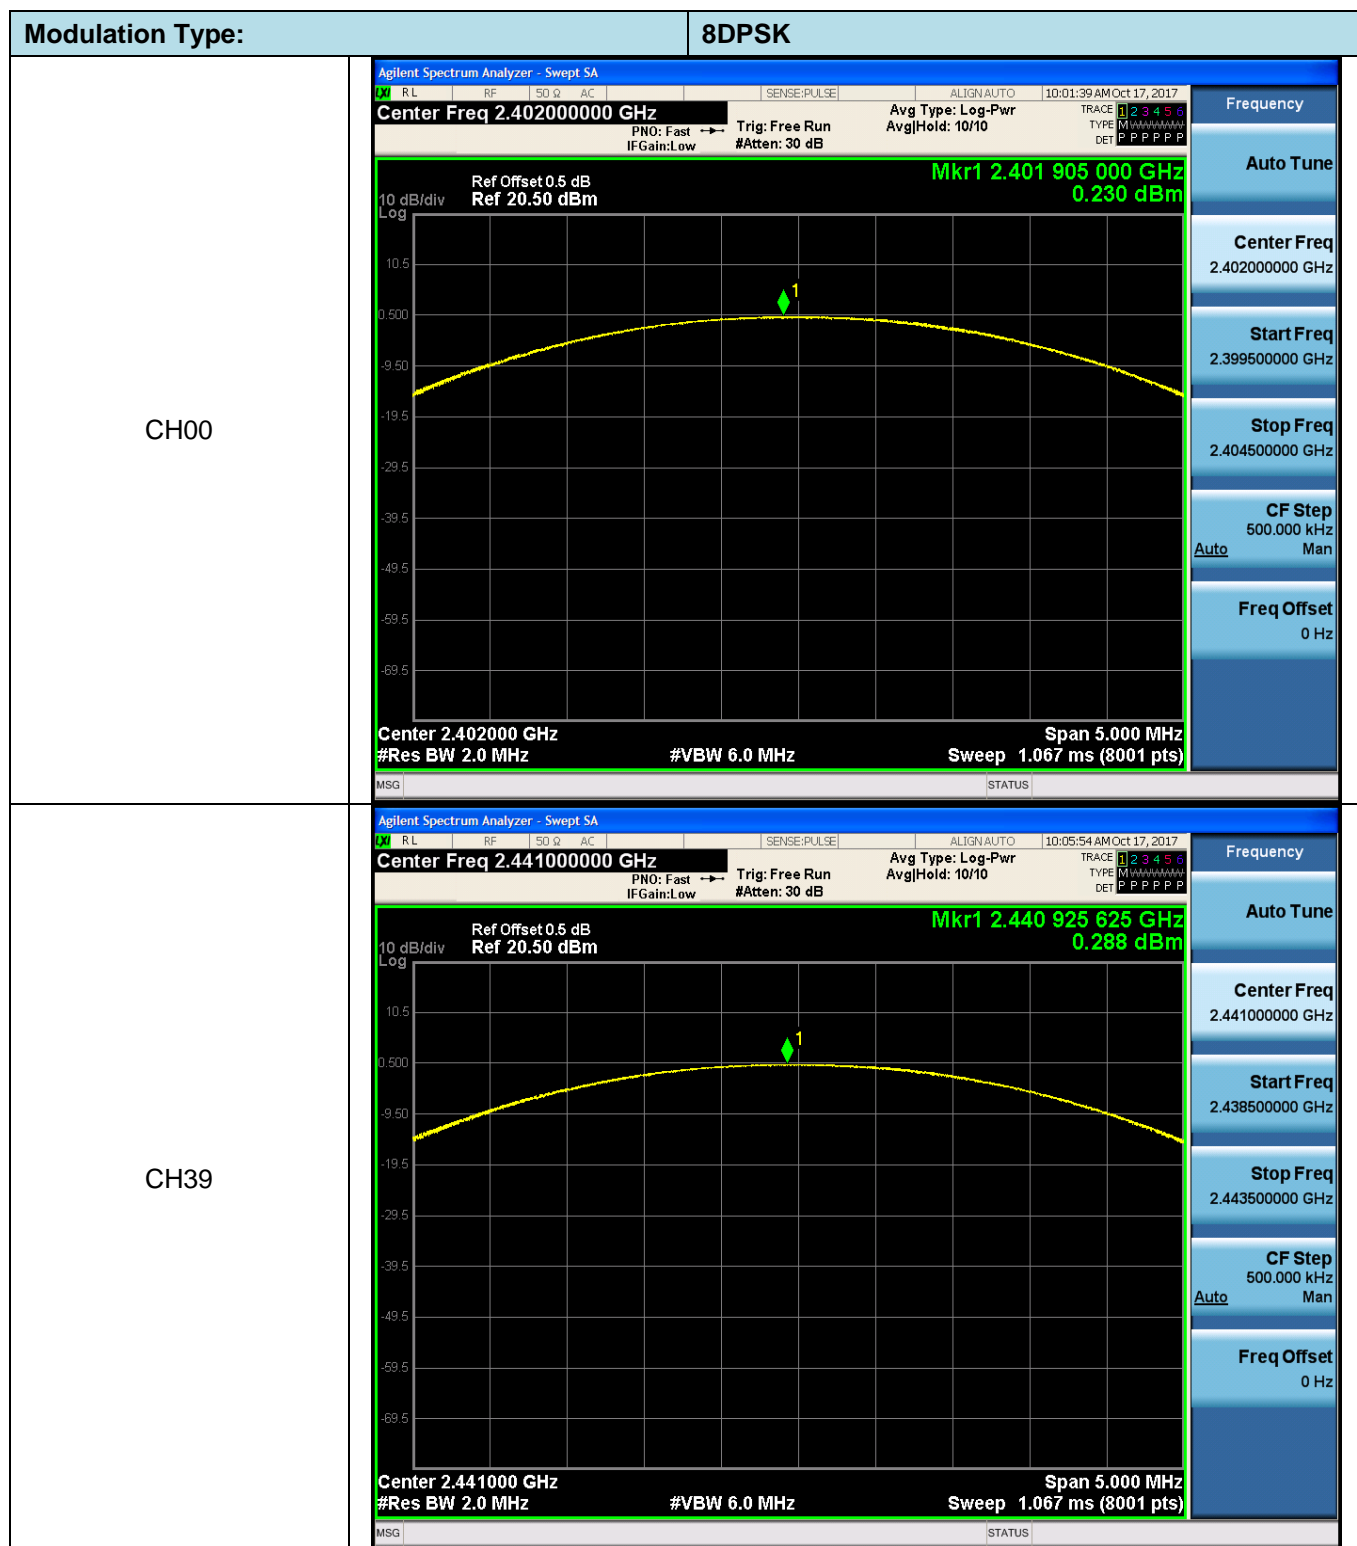 Modulation Type: 8DPSK
CH00
Agilent Spectrum Analyzer - Swept SA
LXI RL RF 50 Ω AC SENSE:PULSE ALIGN AUTO 10:01:39 AM Oct 17, 2017
Center Freq 2.402000000 GHz
PNO: Fast
IFGain:Low
Trig: Free Run
#Atten: 30 dB
Avg Type: Log-Pwr
Avg|Hold: 10/10
TRACE 1 2 3 4 5 6
TYPE M W W W W W
DET P P P P P P
Mkr1 2.401 905 000 GHz
0.230 dBm
Ref Offset 0.5 dB
10 dB/div Ref 20.50 dBm
Log
10.5
0.500
-9.50
-19.5
-29.5
-39.5
-49.5
-59.5
-69.5
1
Center 2.402000 GHz Span 5.000 MHz
#Res BW 2.0 MHz #VBW 6.0 MHz Sweep 1.067 ms (8001 pts)
MSG STATUS
Frequency
Auto Tune
Center Freq
2.402000000 GHz
Start Freq
2.399500000 GHz
Stop Freq
2.404500000 GHz
CF Step
500.000 kHz
Auto Man
Freq Offset
0 Hz
CH39
Agilent Spectrum Analyzer - Swept SA
LXI RL RF 50 Ω AC SENSE:PULSE ALIGN AUTO 10:05:54 AM Oct 17, 2017
Center Freq 2.441000000 GHz
PNO: Fast
IFGain:Low
Trig: Free Run
#Atten: 30 dB
Avg Type: Log-Pwr
Avg|Hold: 10/10
TRACE 1 2 3 4 5 6
TYPE M W W W W W
DET P P P P P P
Mkr1 2.440 925 625 GHz
0.288 dBm
Ref Offset 0.5 dB
10 dB/div Ref 20.50 dBm
Log
10.5
0.500
-9.50
-19.5
-29.5
-39.5
-49.5
-59.5
-69.5
1
Center 2.441000 GHz Span 5.000 MHz
#Res BW 2.0 MHz #VBW 6.0 MHz Sweep 1.067 ms (8001 pts)
MSG STATUS
Frequency
Auto Tune
Center Freq
2.441000000 GHz
Start Freq
2.438500000 GHz
Stop Freq
2.443500000 GHz
CF Step
500.000 kHz
Auto Man
Freq Offset
0 Hz